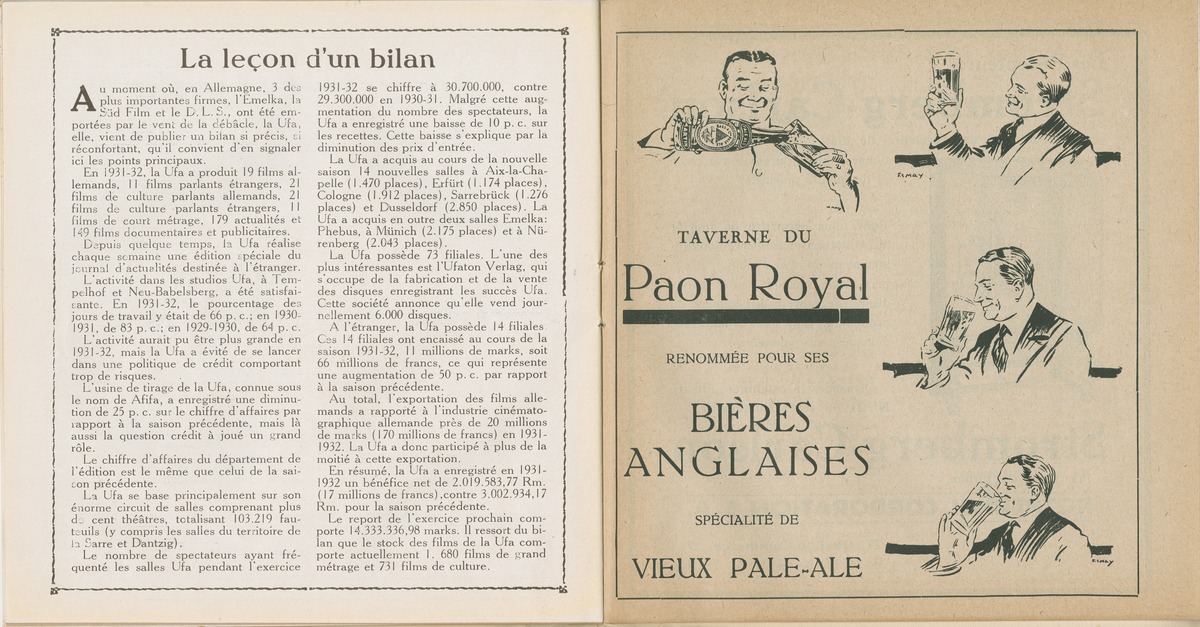 La leçon d'un bilan
Au moment où, en Allemagne, 3 des
plus importantes firmes, l'Emelka, la
Süd Film et le D. L. S., ont été em-
portées par le vent de la débâcle, la Ufa,
elle, vient de publier un bilan si précis, si
réconfortant, qu'il convient d'en signaler
ici les points principaux.
En 1931-32, la Ufa a produit 19 films al-
lemands, 11 films parlants étrangers, 21
films de culture parlants allemands, 21
films de culture parlants étrangers, 11
films de court métrage, 179 actualités et
149 films documentaires et publicitaires.
Depuis quelque temps, la Ufa réalise
chaque semaine une édition spéciale du
journal d'actualités destinée à l'étranger.
L'activité dans les studios Ufa, à Tem-
pelhof et Neu-Babelsberg, a été satisfai-
sante. En 1931-32, le pourcentage des
jours de travail y était de 66 p. c.; en 1930-
1931, de 83 p. c.; en 1929-1930, de 64 p. c.
L'activité aurait pu être plus grande en
1931-32, mais la Ufa a évité de se lancer
dans une politique de crédit comportant
trop de risques.
L'usine de tirage de la Ufa, connue sous
le nom de Afifa, a enregistré une diminu-
tion de 25 p. c. sur le chiffre d'affaires par
rapport à la saison précédente, mais là
aussi la question crédit à joué un grand
rôle.
Le chiffre d'affaires du département de
l'édition est le même que celui de la sai-
son précédente.
La Ufa se base principalement sur son
énorme circuit de salles comprenant plus
de cent théâtres, totalisant 103.219 fau-
teuils (y compris les salles du territoire de
la Sarre et Dantzig).
Le nombre de spectateurs ayant fré-
quenté les salles Ufa pendant l'exercice
1931-32 se chiffre à 30.700.000, contre
29.300.000 en 1930-31. Malgré cette aug-
mentation du nombre des spectateurs, la
Ufa a enregistré une baisse de 10 p. c. sur
les recettes. Cette baisse s'explique par la
diminution des prix d'entrée.
La Ufa a acquis au cours de la nouvelle
saison 14 nouvelles salles à Aix-la-Cha-
pelle (1.470 places), Erfürt (1.174 places),
Cologne (1.912 places), Sarrebrück (1.276
places) et Dusseldorf (2.850 places). La
Ufa a acquis en outre deux salles Emelka:
Phebus, à Münich (2.175 places) et à Nü-
renberg (2.043 places).
La Ufa possède 73 filiales. L'une des
plus intéressantes est l'Ufaton Verlag, qui
s'occupe de la fabrication et de la vente
des disques enregistrant les succès Ufa.
Cette société annonce qu'elle vend jour-
nellement 6.000 disques.
A l'étranger, la Ufa possède 14 filiales
Ces 14 filiales ont encaissé au cours de la
saison 1931-32, 11 millions de marks, soit
66 millions de francs, ce qui représente
une augmentation de 50 p. c. par rapport
à la saison précédente.
Au total, l'exportation des films alle-
mands a rapporté à l'industrie cinémato-
graphique allemande près de 20 millions
de marks (170 millions de francs) en 1931-
1932. La Ufa a donc participé à plus de la
moitié à cette exportation.
En résumé, la Ufa a enregistré en 1931-
1932 un bénéfice net de 2.019.583,77 Rm.
(17 millions de francs),contre 3.002.934,17
Rm. pour la saison précédente.
Le report de l'exercice prochain com-
porte 14.333.336,98 marks. Il ressort du bi-
lan que le stock des films de la Ufa com-
porte actuellement 1. 680 films de grand
métrage et 731 films de culture.
TAVERNE DU
Paon Royal
RENOMMÉE POUR SES
BIÈRES
ANGLAISES
SPÉCIALITÉ DE
VIEUX PALE-ALE